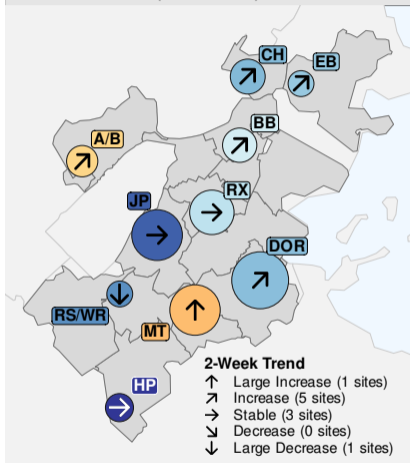 CH
EB
BB
A/B
RX
JP
DOR
RS/WR
MT
HP
2-Week Trend
↑ Large Increase (1 sites)
↗ Increase (5 sites)
→ Stable (3 sites)
↘ Decrease (0 sites)
↓ Large Decrease (1 sites)